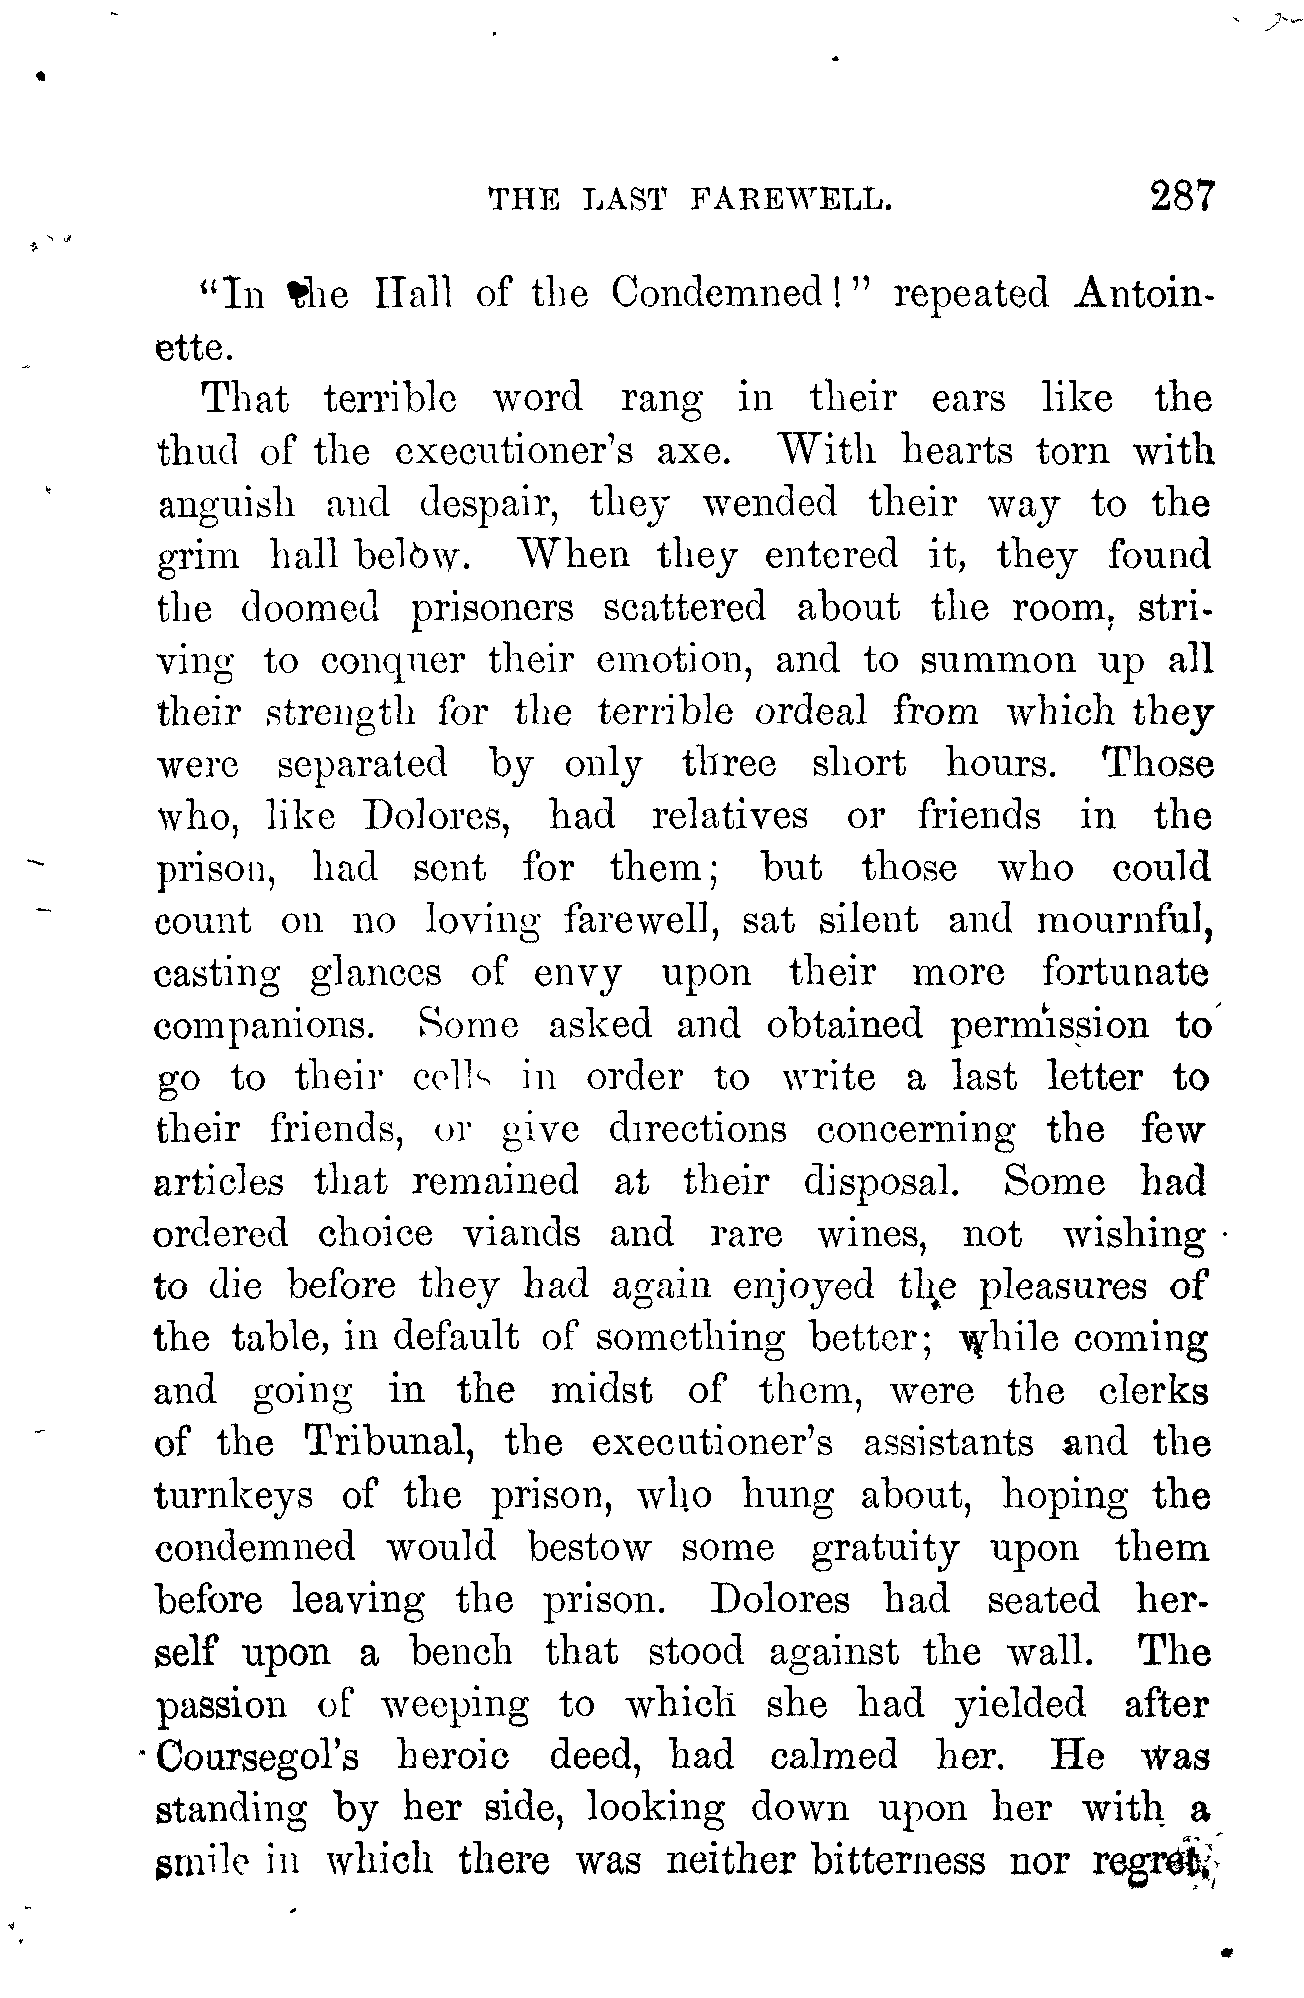 THE LAST FAREWELL. 287
“In the Hall of the Condemned!” repeated Antoin-
ette.
That terrible word rang in their ears like the
thud of the executioner’s axe. With hearts torn with
anguish and despair, they wended their way to the
grim hall below. When they entered it, they found
the doomed prisoners scattered about the room, stri-
ving to conquer their emotion, and to summon up all
their strength for the terrible ordeal from which they
were separated by only three short hours. Those
who, like Dolores, had relatives or friends in the
prison, had sent for them; but those who could
count on no loving farewell, sat silent and mournful,
casting glances of envy upon their more fortunate
companions. Some asked and obtained permission to
go to their cells in order to write a last letter to
their friends, or give directions concerning the few
articles that remained at their disposal. Some had
ordered choice viands and rare wines, not wishing
to die before they had again enjoyed the pleasures of
the table, in default of something better; while coming
and going in the midst of them, were the clerks
of the Tribunal, the executioner’s assistants and the
turnkeys of the prison, who hung about, hoping the
condemned would bestow some gratuity upon them
before leaving the prison. Dolores had seated her-
self upon a bench that stood against the wall. The
passion of weeping to which she had yielded after
Coursegol’s heroic deed, had calmed her. He was
standing by her side, looking down upon her with a
smile in which there was neither bitterness nor regret.